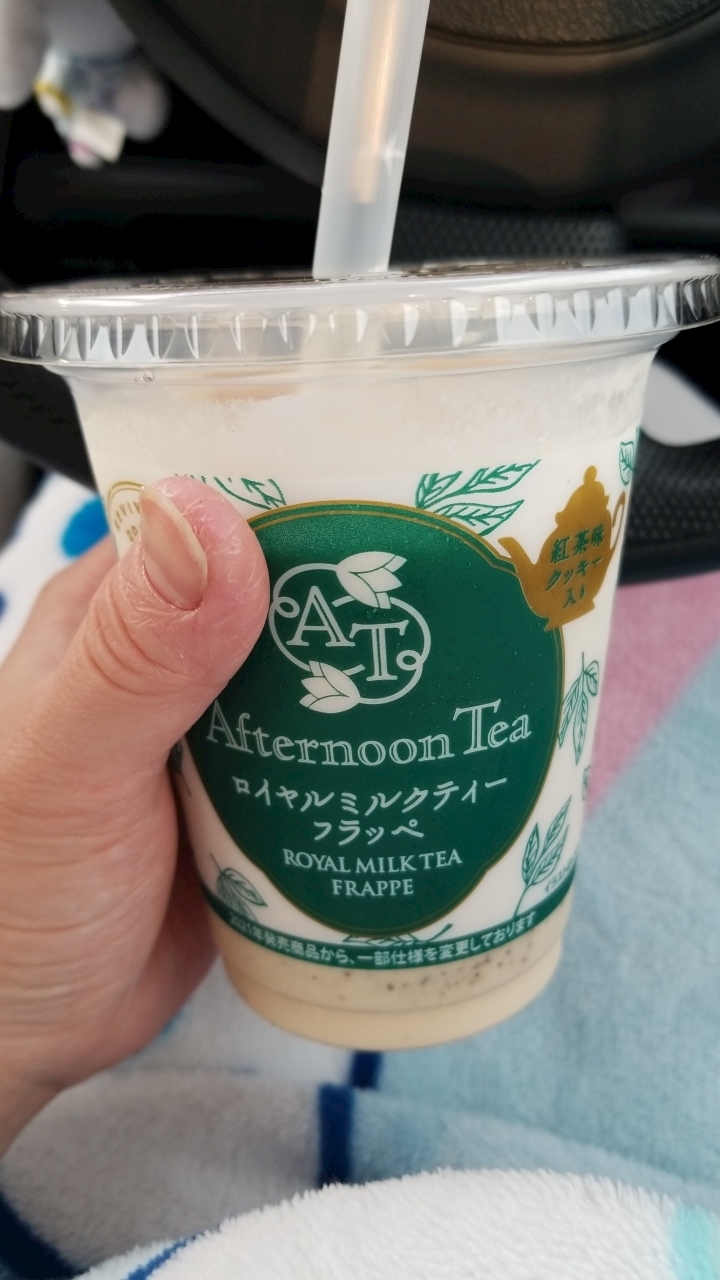 紅茶味
クッキー
入り
AT
Afternoon Tea
ロイヤルミルクティー
フラッペ
ROYAL MILK TEA
FRAPPE
2021年発売商品から、一部仕様を変更しております